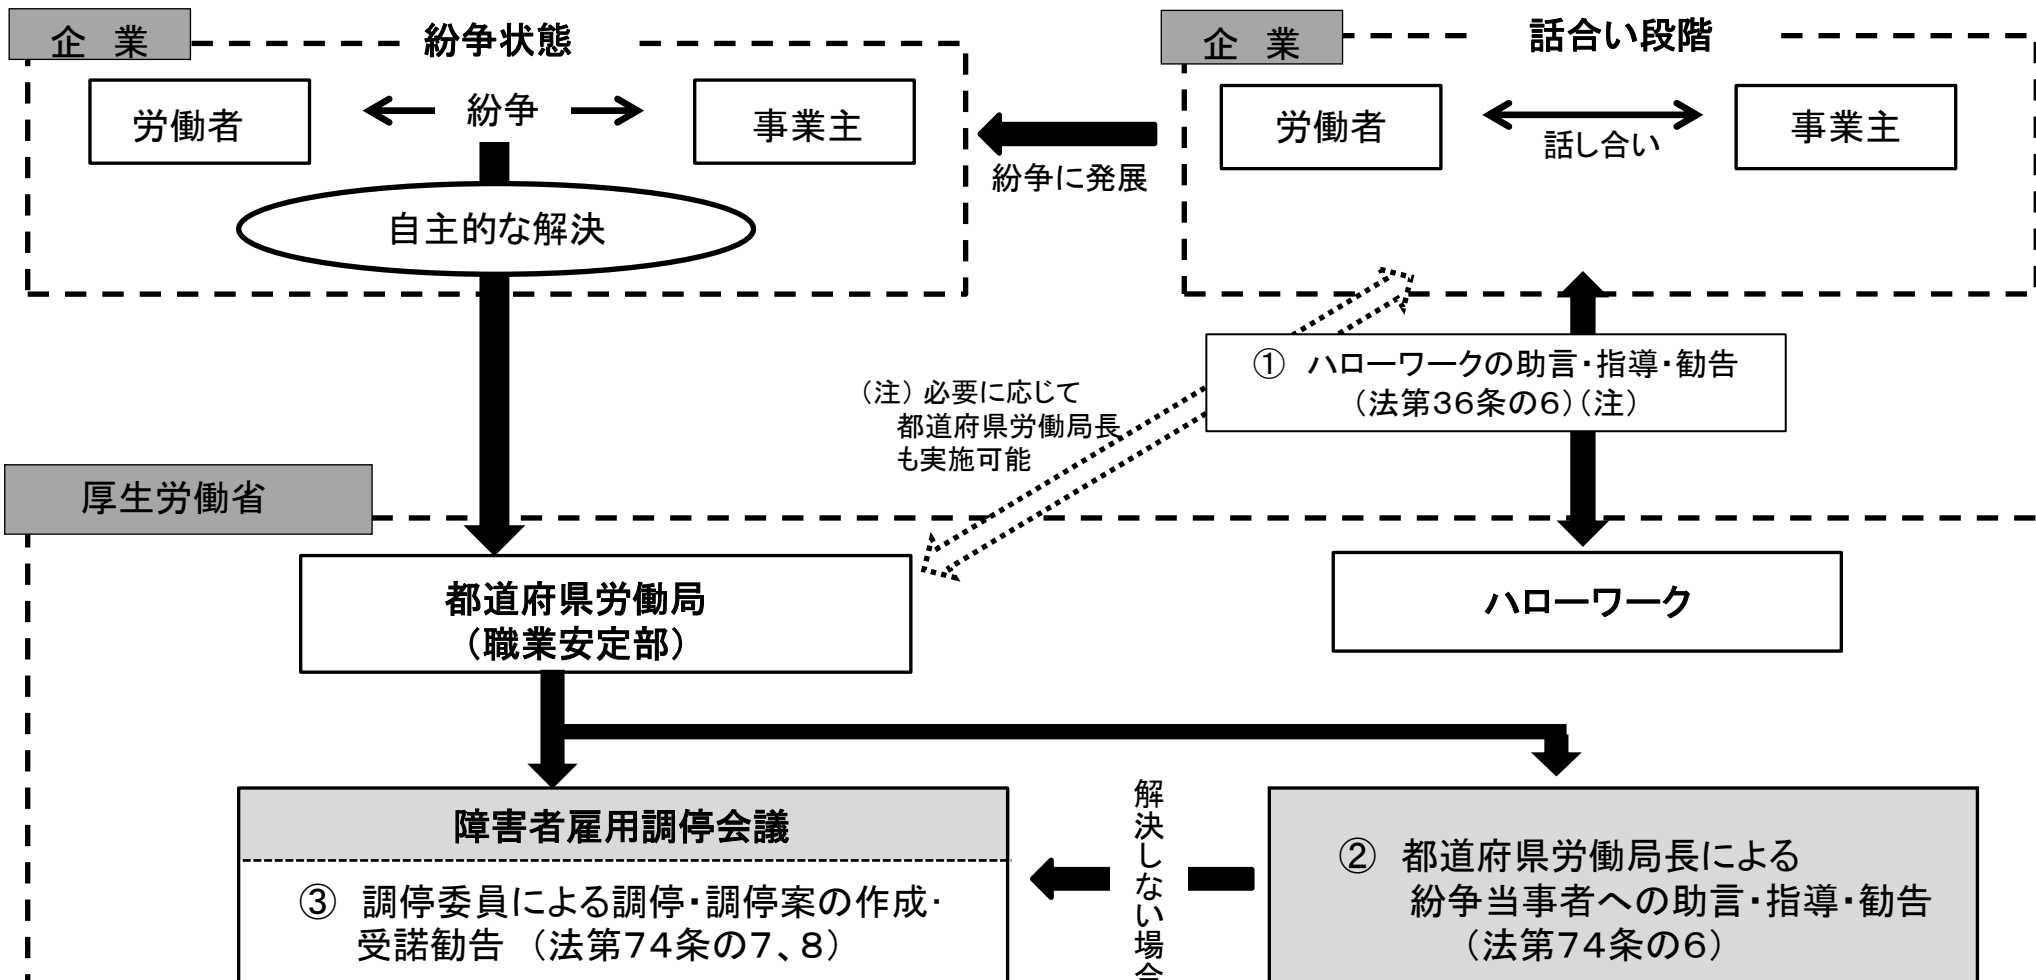 企 業
紛争状態
労働者
紛争
事業主
自主的な解決
紛争に発展
企 業
話合い段階
労働者
話し合い
事業主
① ハローワークの助言・指導・勧告
（法第36条の6）（注）
（注） 必要に応じて
都道府県労働局長
も実施可能
厚生労働省
都道府県労働局
（職業安定部）
ハローワーク
障害者雇用調停会議
③ 調停委員による調停・調停案の作成・
受諾勧告 （法第74条の7、8）
解決しない場合
② 都道府県労働局長による
紛争当事者への助言・指導・勧告
（法第74条の6）